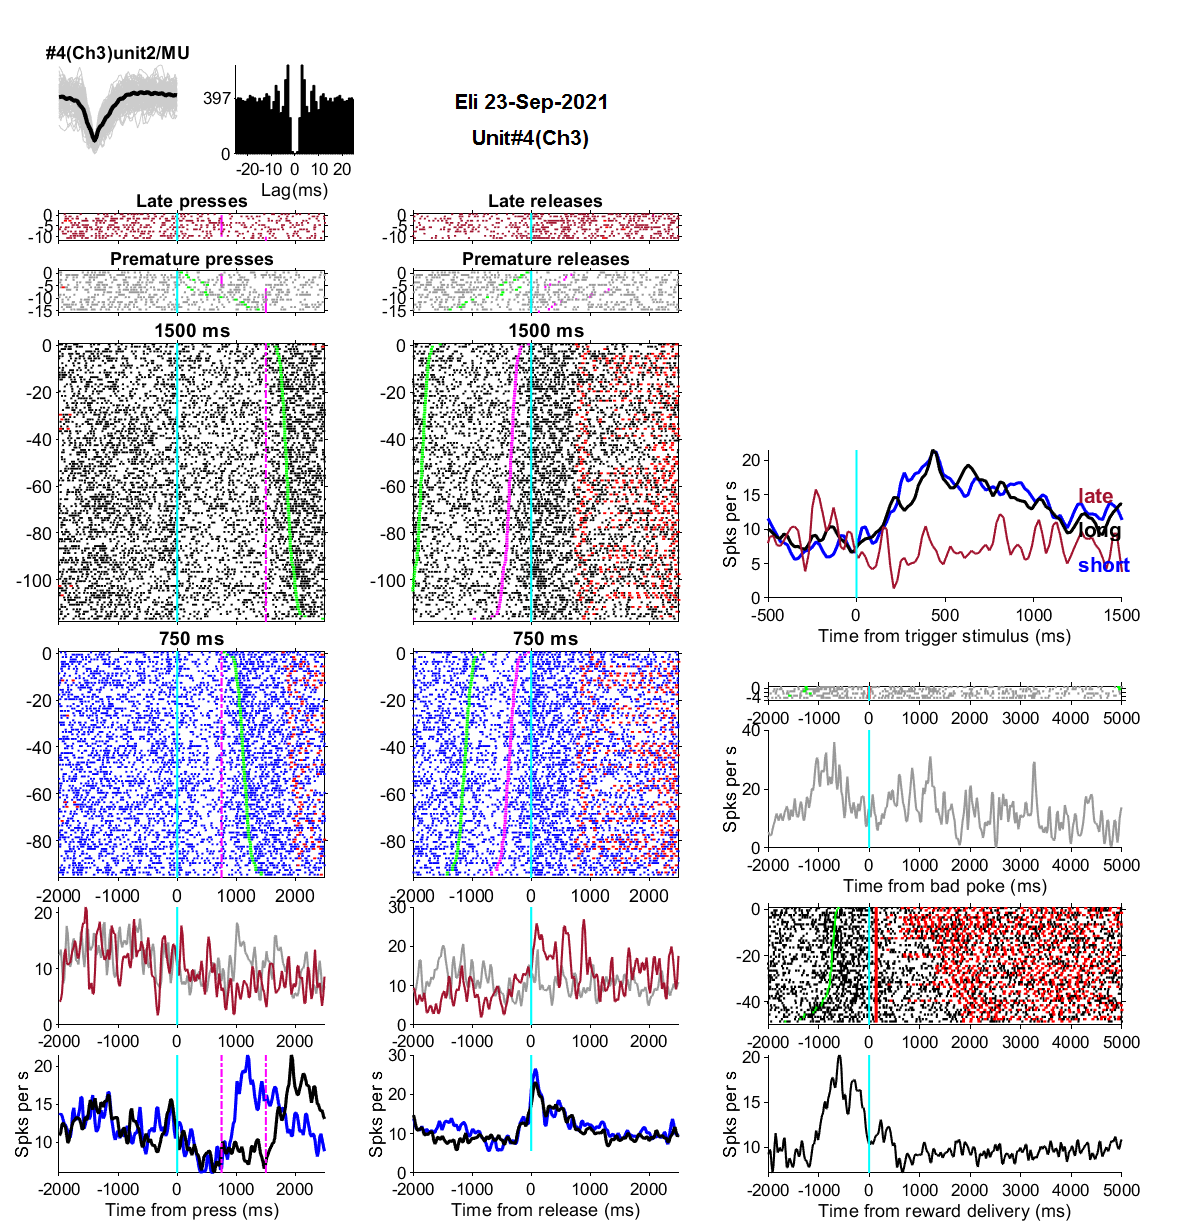 #4(Ch3)unit2/MU
397
0
-20 -10 0 10 20
Lag(ms)
Eli 23-Sep-2021
Unit#4(Ch3)
Late presses
0
-5
-10
Late releases
0
-5
-10
Premature presses
0
-5
-10
-15
Premature releases
0
-5
-10
-15
1500 ms
0
-20
-40
-60
-80
-100
1500 ms
0
-20
-40
-60
-80
-100
20
15
10
5
0
Spks per s
late
long
short
-500 0 500 1000 1500
Time from trigger stimulus (ms)
750 ms
0
-20
-40
-60
-80
-2000 -1000 0 1000 2000
750 ms
0
-20
-40
-60
-80
-2000 -1000 0 1000 2000
0
-4
-2000 -1000 0 1000 2000 3000 4000 5000
40
20
0
Spks per s
-2000 -1000 0 1000 2000 3000 4000 5000
Time from bad poke (ms)
20
10
0
-2000 -1000 0 1000 2000
30
20
10
0
-2000 -1000 0 1000 2000
0
-20
-40
-2000 -1000 0 1000 2000 3000 4000 5000
20
15
10
Spks per s
-2000 -1000 0 1000 2000
Time from press (ms)
30
20
10
0
Spks per s
-2000 -1000 0 1000 2000
Time from release (ms)
20
15
10
Spks per s
-2000 -1000 0 1000 2000 3000 4000 5000
Time from reward delivery (ms)